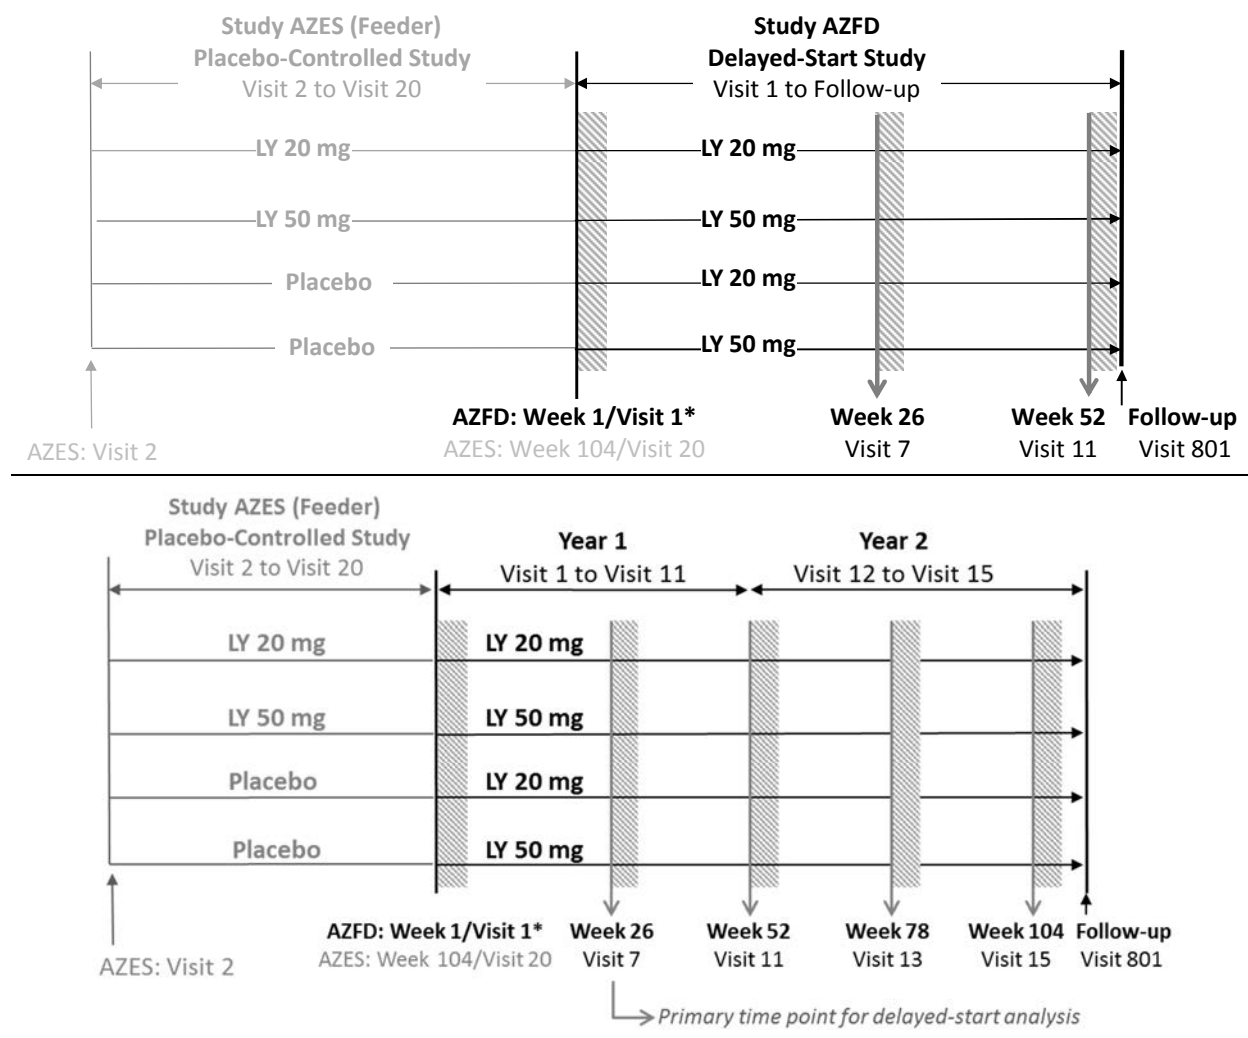 Study AZES (Feeder)
Placebo-Controlled Study
Visit 2 to Visit 20
Study AZFD
Delayed-Start Study
Visit 1 to Follow-up
LY 20 mg
LY 20 mg
LY 50 mg
LY 50 mg
Placebo
LY 20 mg
Placebo
LY 50 mg
AZES: Visit 2
AZFD: Week 1/Visit 1*
AZES: Week 104/Visit 20
Week 26
Visit 7
Week 52
Visit 11
Follow-up
Visit 801
Study AZES (Feeder)
Placebo-Controlled Study
Visit 2 to Visit 20
Year 1
Visit 1 to Visit 11
Year 2
Visit 12 to Visit 15
LY 20 mg
LY 20 mg
LY 50 mg
LY 50 mg
Placebo
LY 20 mg
Placebo
LY 50 mg
AZES: Visit 2
AZFD: Week 1/Visit 1*
AZES: Week 104/Visit 20
Week 26
Visit 7
Week 52
Visit 11
Week 78
Visit 13
Week 104
Visit 15
Follow-up
Visit 801
Primary time point for delayed-start analysis